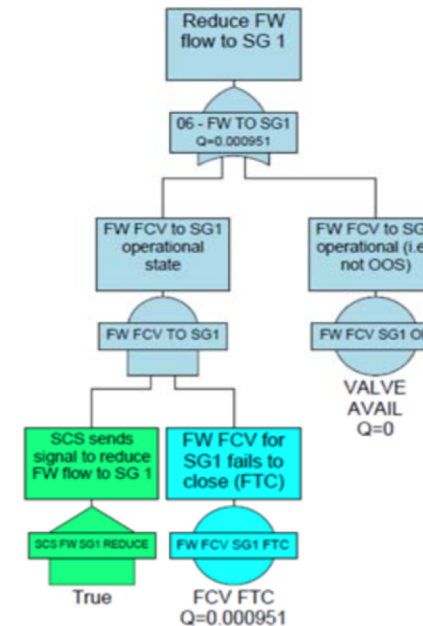 Reduce FW
flow to SG 1
06 - FW TO SG1
Q=0.000951
FW FCV to SG1
operational
state
FW FCV to SG
operational (i.e
not OOS)
FW FCV TO SG1
FW FCV SG1 O
VALVE
AVAIL
Q=0
SCS sends
signal to reduce
FW flow to SG 1
FW FCV for
SG1 fails to
close (FTC)
SCS FW SG1 REDUCE
FW FCV SG1 FTC
True
FCV FTC
Q=0.000951